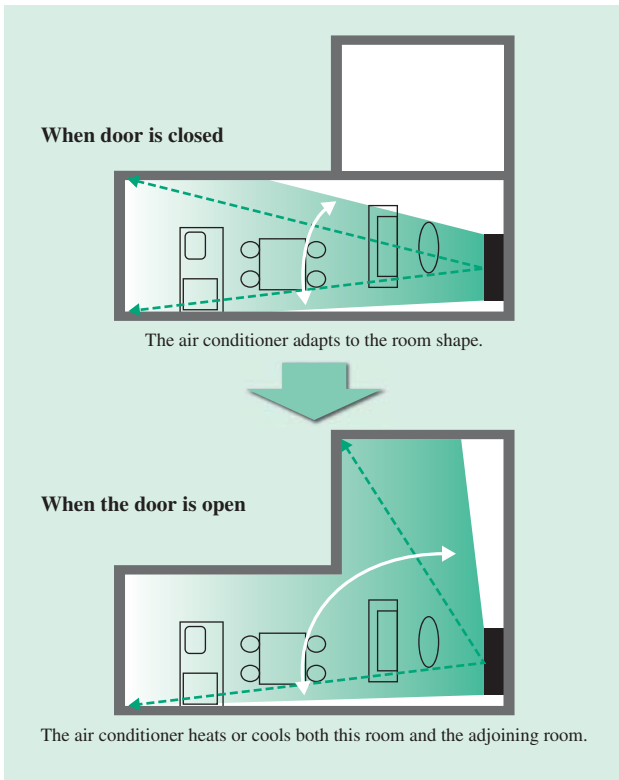 When door is closed
The air conditioner adapts to the room shape.
When the door is open
The air conditioner heats or cools both this room and the adjoining room.